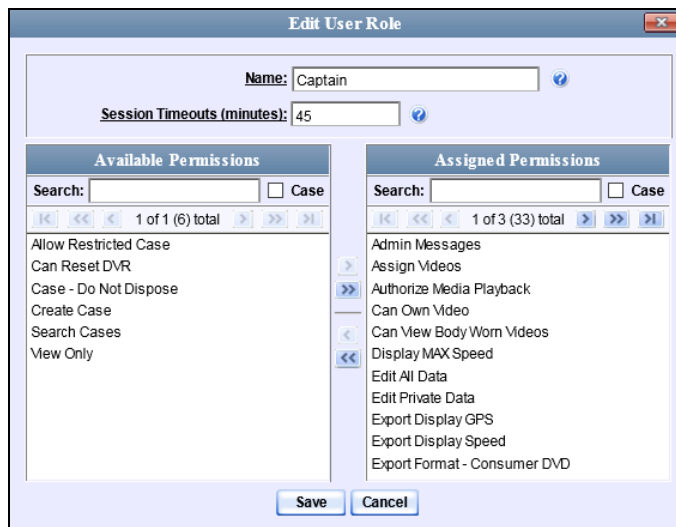 Edit User Role
Name: Captain
Session Timeouts (minutes): 45
Available Permissions
Search: Case
1 of 1 (6) total
Allow Restricted Case
Can Reset DVR
Case - Do Not Dispose
Create Case
Search Cases
View Only
Assigned Permissions
Search: Case
1 of 3 (33) total
Admin Messages
Assign Videos
Authorize Media Playback
Can Own Video
Can View Body Worn Videos
Display MAX Speed
Edit All Data
Edit Private Data
Export Display GPS
Export Display Speed
Export Format - Consumer DVD
Save Cancel